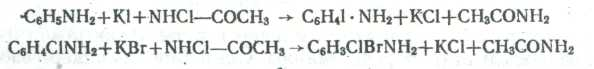 ·C₆H₅NH₂+KI+NHCl—COCH₃ → C₆H₄I · NH₂+KCl+CH₃CONH₂
C₆H₄ClNH₂+KBr+NHCl—COCH₃→C₆H₃ClBrNH₂+KCl+CH₃CONH₂